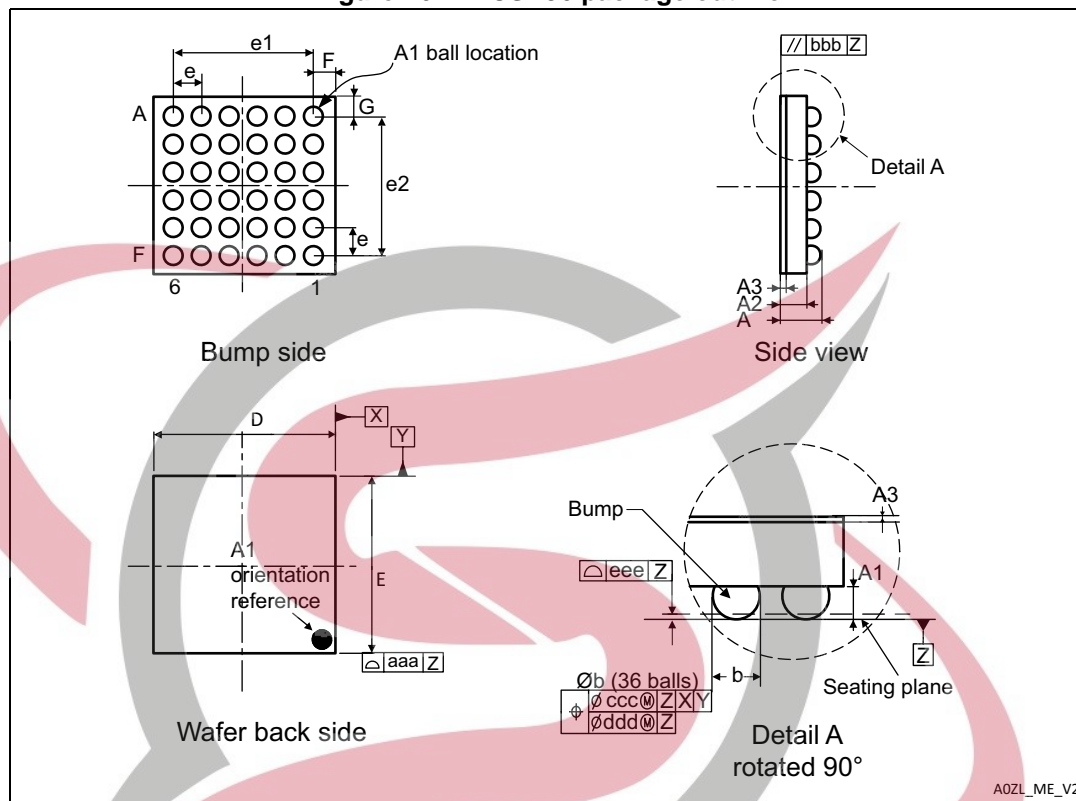 e1
F
A1 ball location
e
A
G
e2
e
F
6
1
Bump side
// bbb Z
Detail A
A3
A2
A
Side view
D
X
Y
A1
orientation
reference
E
⌓ aaa Z
Wafer back side
Bump
A3
⌓ eee Z
A1
Z
b
Øb (36 balls)
⌖ Ø ccc Ⓜ Z X Y
Ø ddd Ⓜ Z
Seating plane
Detail A
rotated 90°
A0ZL_ME_V2